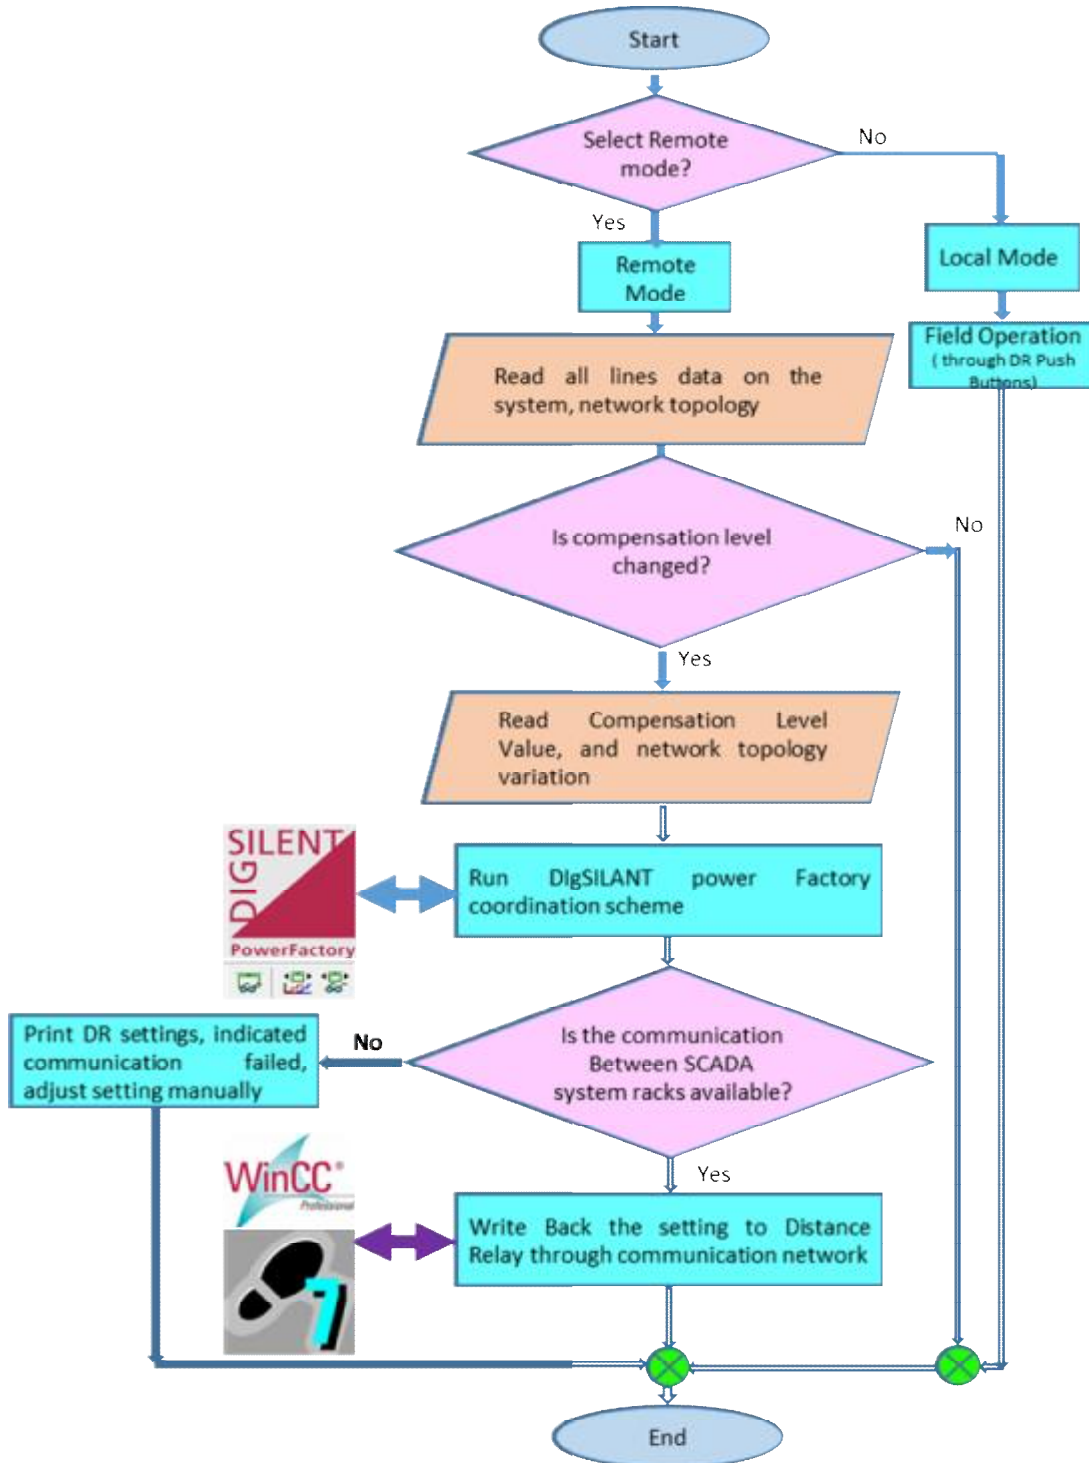 Start
Select Remote
mode?
No
Yes
Remote
Mode
Local Mode
Field Operation
( through DR Push
Buttons)
Read all lines data on the
system, network topology
Is compensation level
changed?
No
Yes
Read Compensation Level
Value, and network topology
variation
SILENT
DIG
PowerFactory
Run DIgSILANT power Factory
coordination scheme
Is the communication
Between SCADA
system racks available?
No
Print DR settings, indicated
communication failed,
adjust setting manually
Yes
WinCC®
Professional
7
Write Back the setting to Distance
Relay through communication network
End